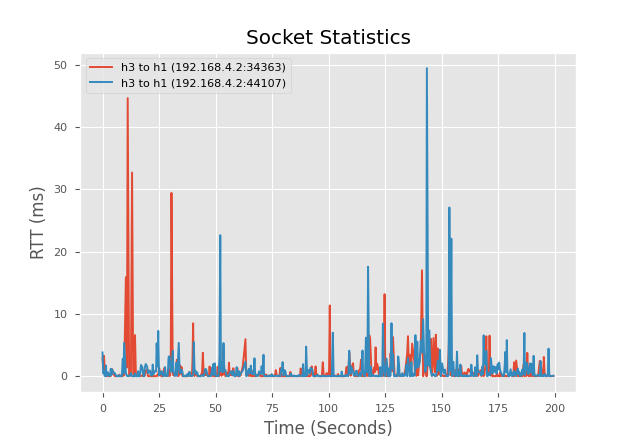 Socket Statistics
h3 to h1 (192.168.4.2:34363)
h3 to h1 (192.168.4.2:44107)
RTT (ms)
50
40
30
20
10
0
0 25 50 75 100 125 150 175 200
Time (Seconds)